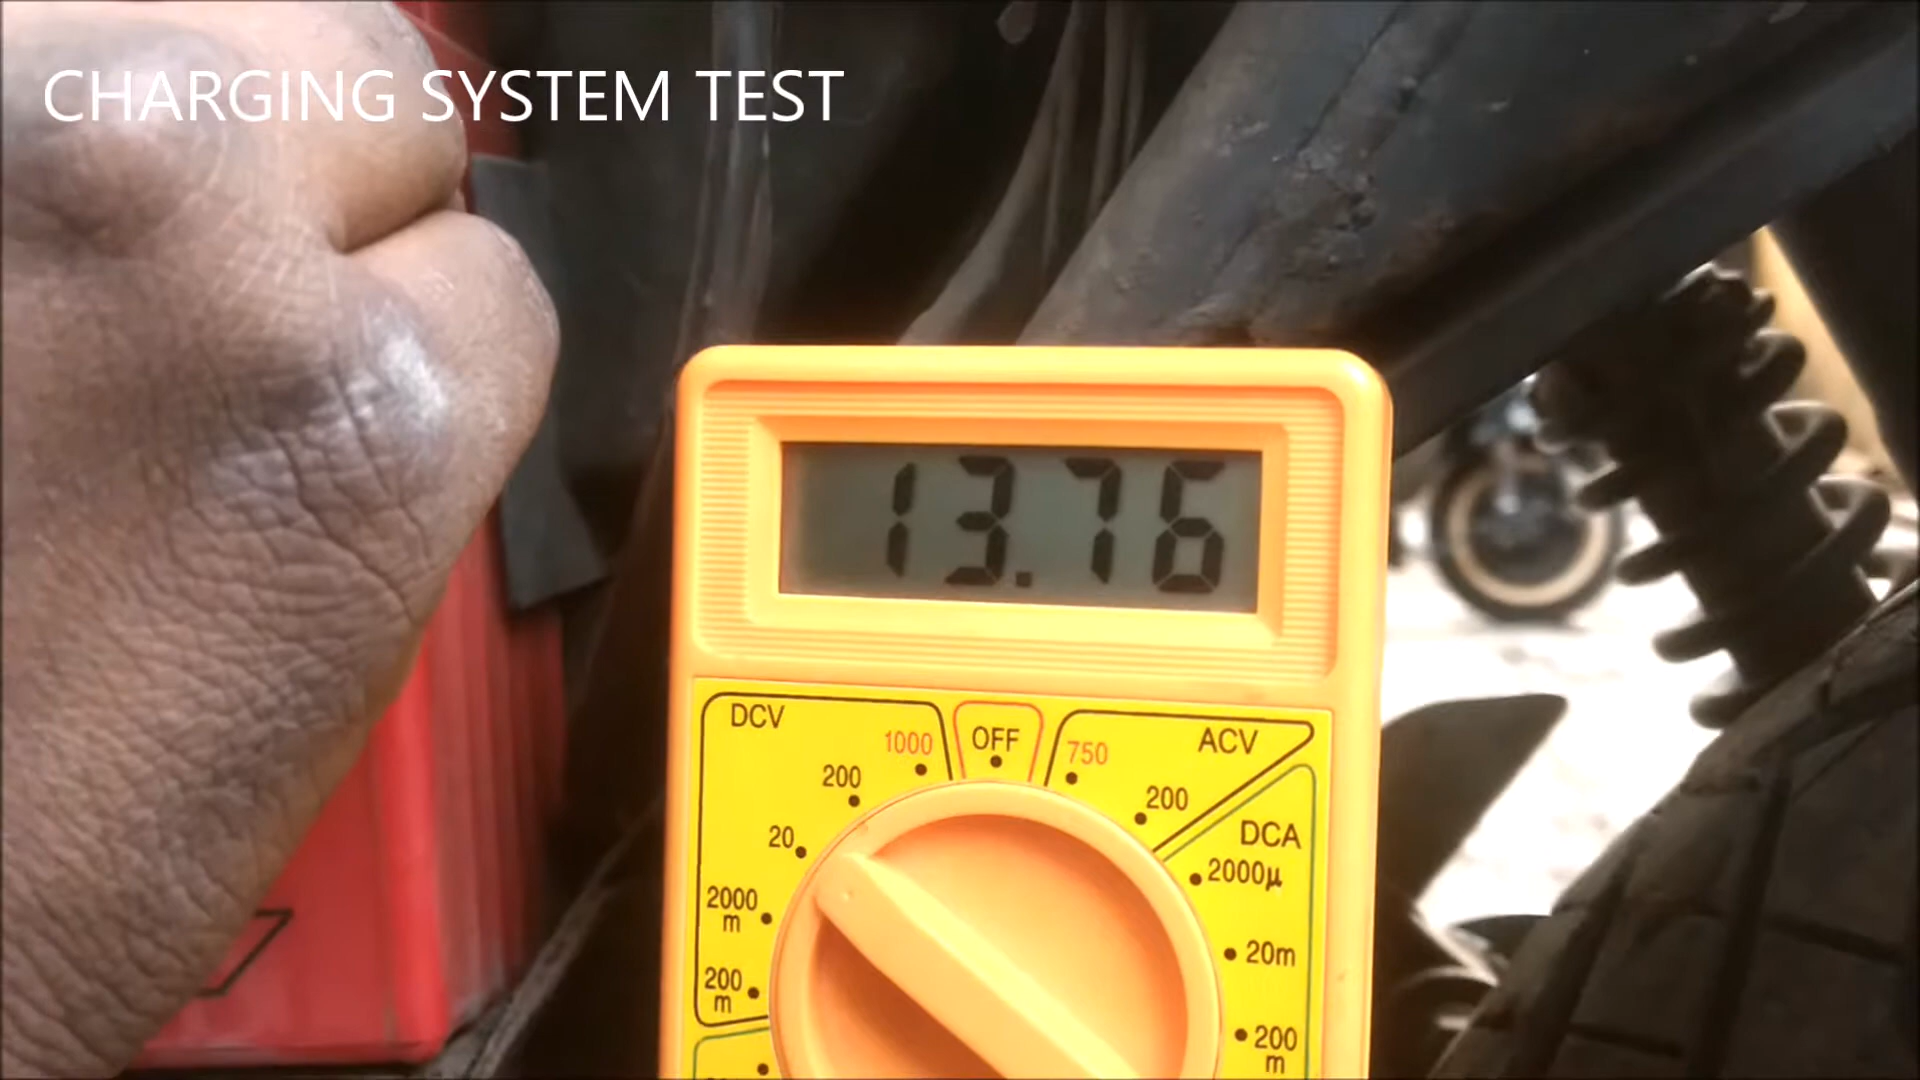 CHARGING SYSTEM TEST
13.76
DCV
OFF
ACV
1000
750
200
200
20
DCA
2000µ
2000
m
20m
200
m
200
m